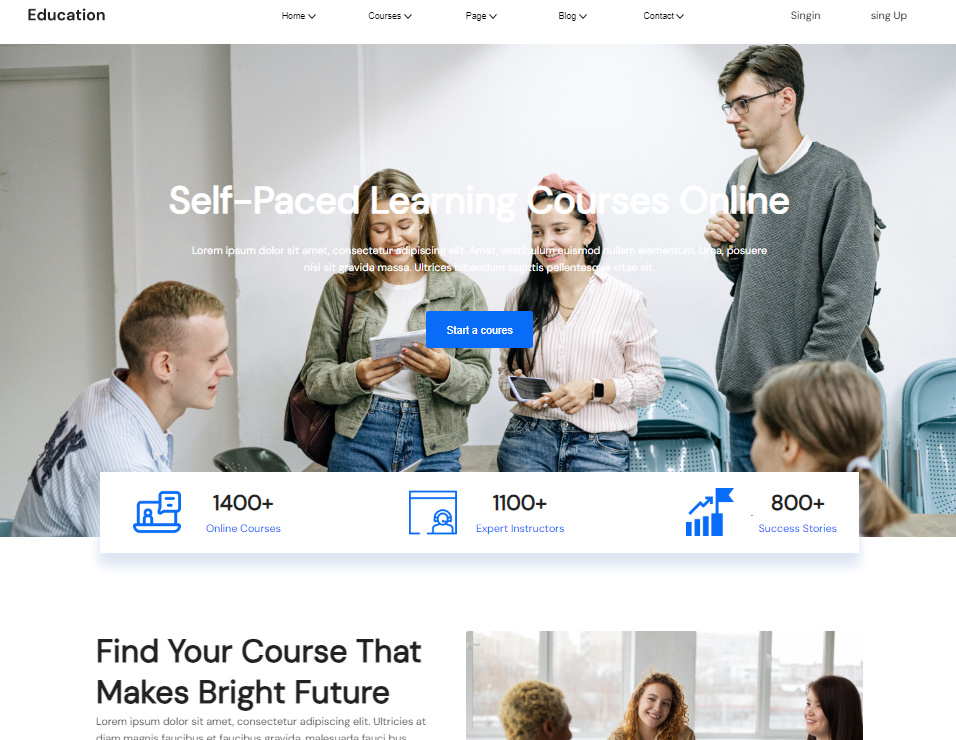 Education
Home
Courses
Page
Blog
Contact
Singin
sing Up
Self-Paced Learning Courses Online
Lorem ipsum dolor sit amet, consectetur adipiscing elit. Amet, vestibulum euismod nullam elementum. Urna, posuere
nisi sit gravida massa. Ultrices bibendum sagittis pellentesque vitae sit.
Start a coures
1400+
Online Courses
1100+
Expert Instructors
800+
Success Stories
Find Your Course That
Makes Bright Future
Lorem ipsum dolor sit amet, consectetur adipiscing elit. Ultricies at
diam magnis faucibus et faucibus gravida, malesuada fauci bus